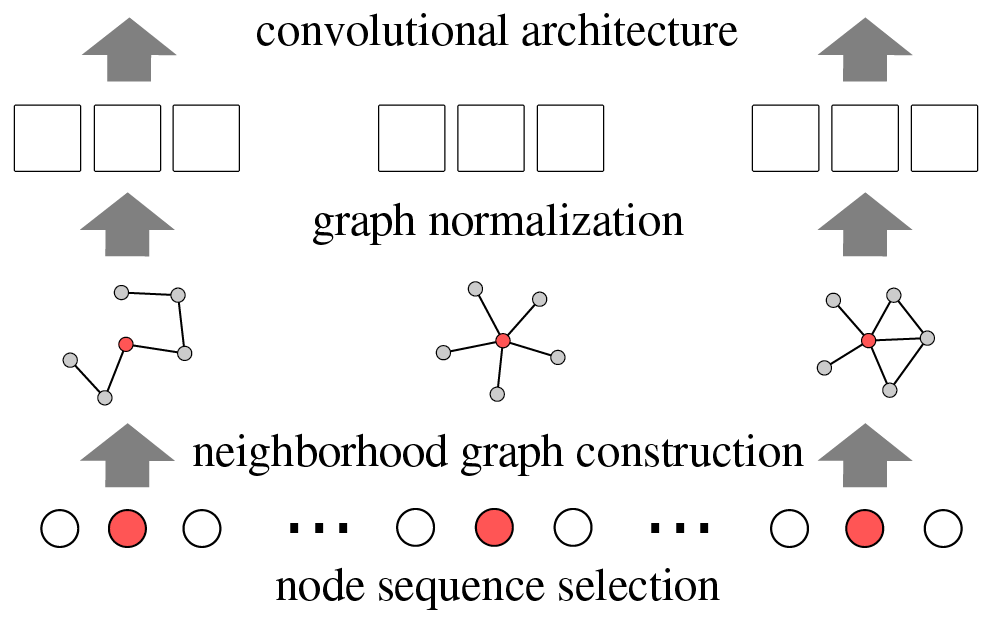 convolutional architecture
graph normalization
neighborhood graph construction
... ...
node sequence selection